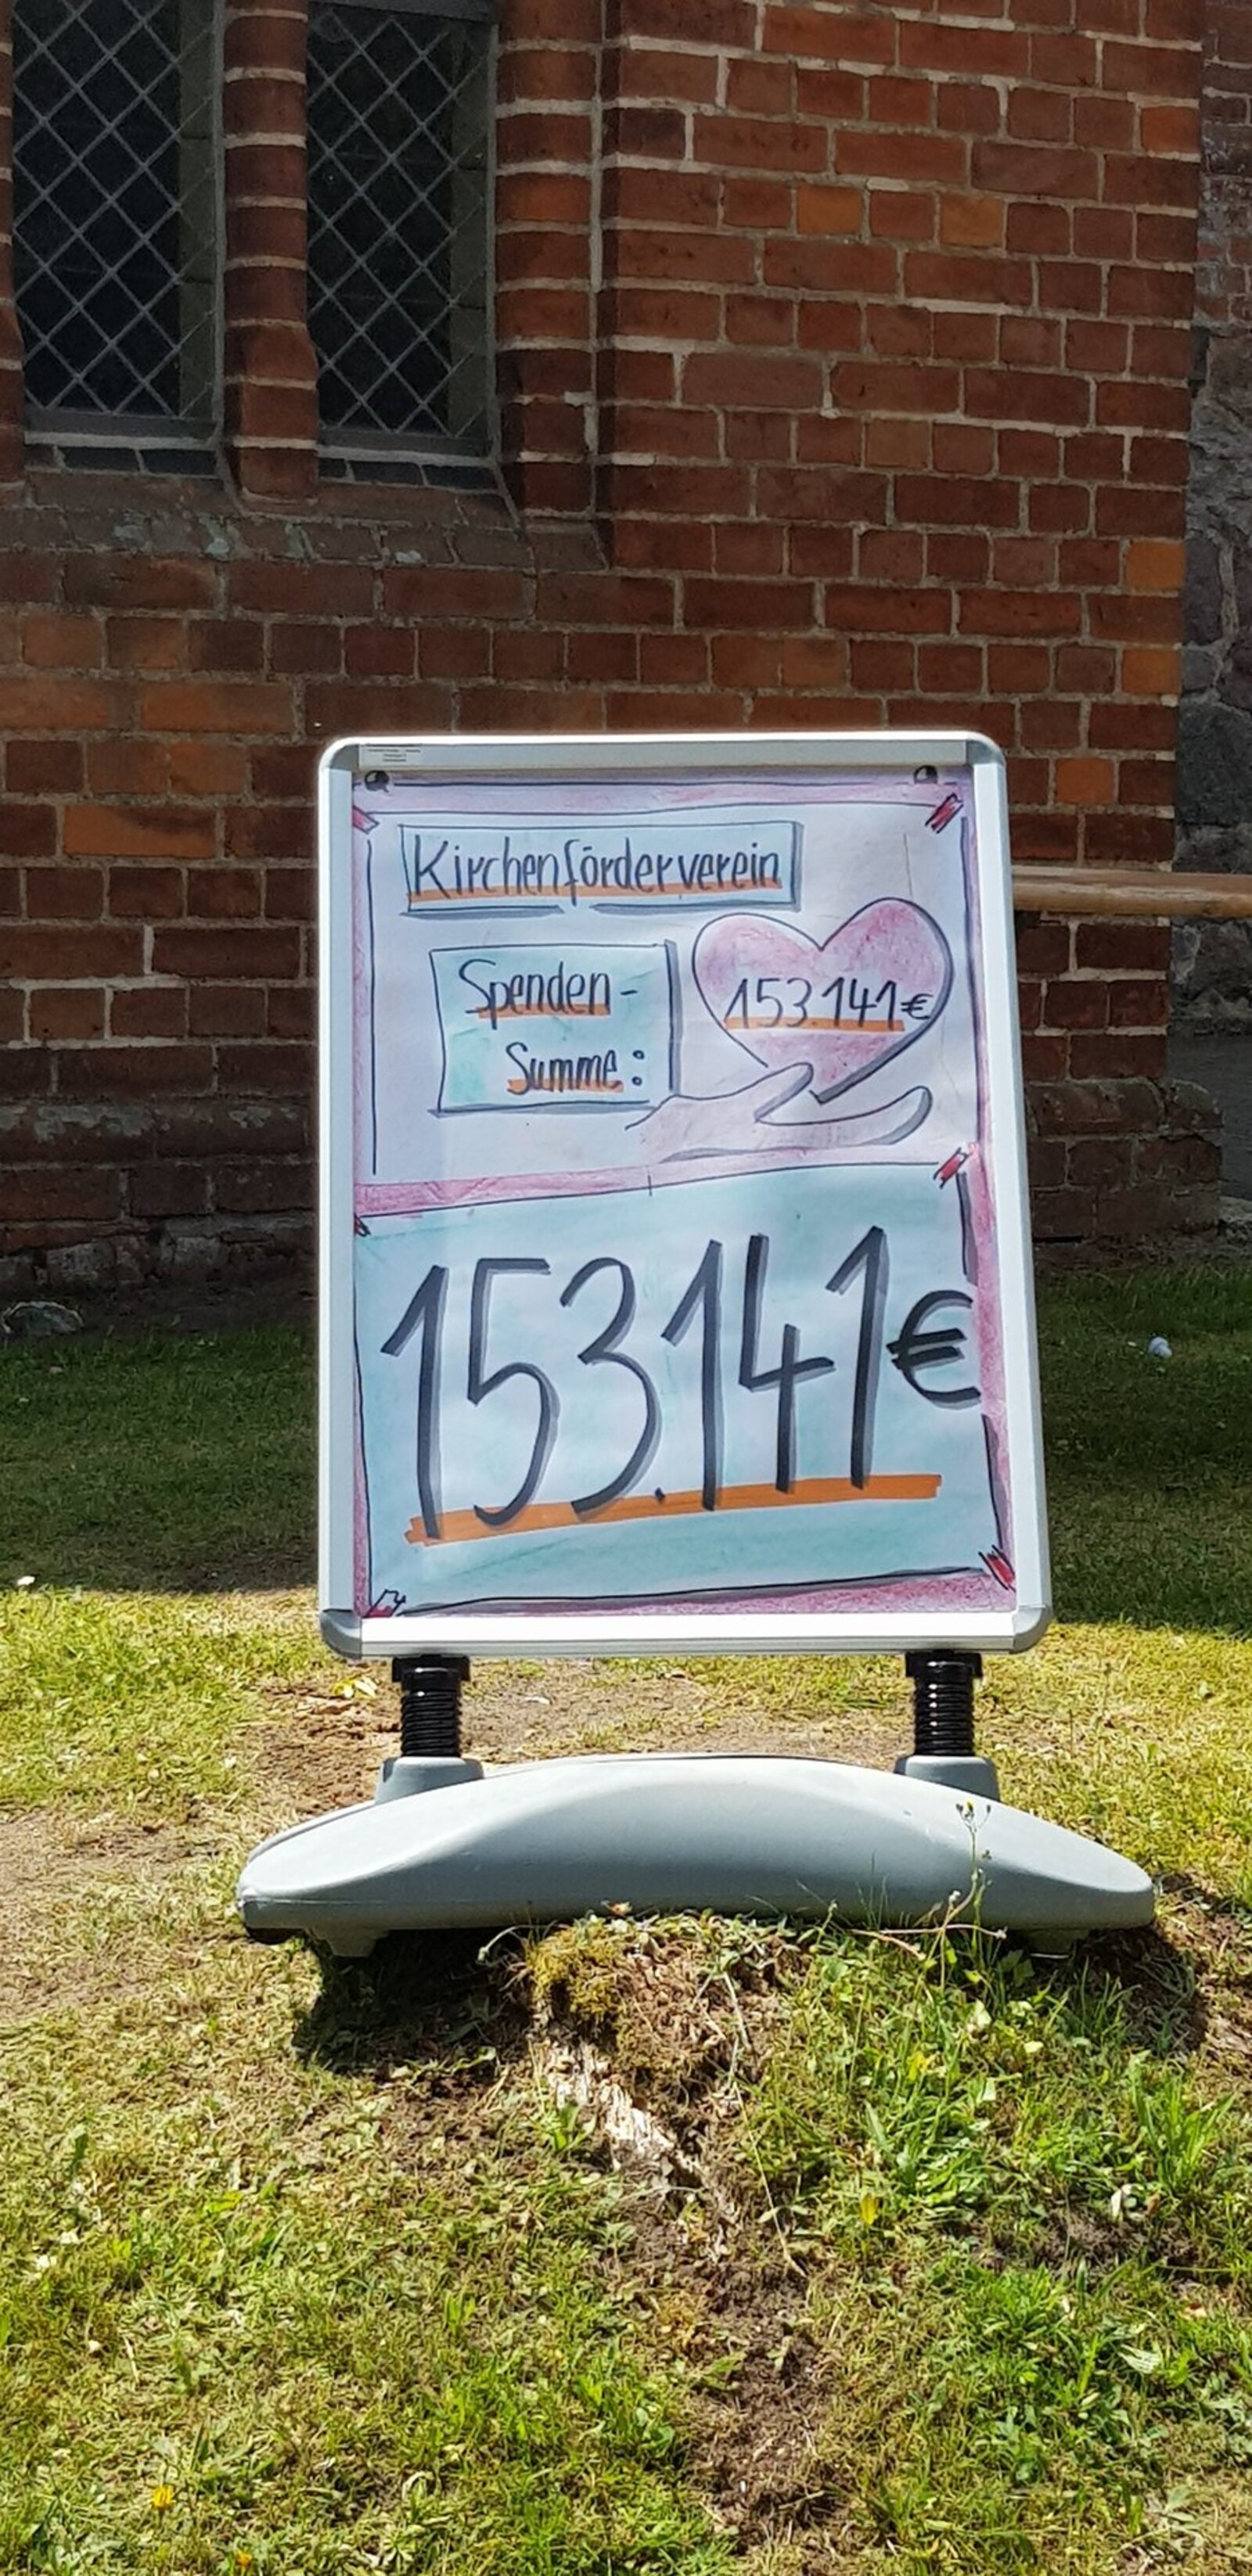 Kirchenförderverein
Spenden-
Summe:
153.141€
153.141€